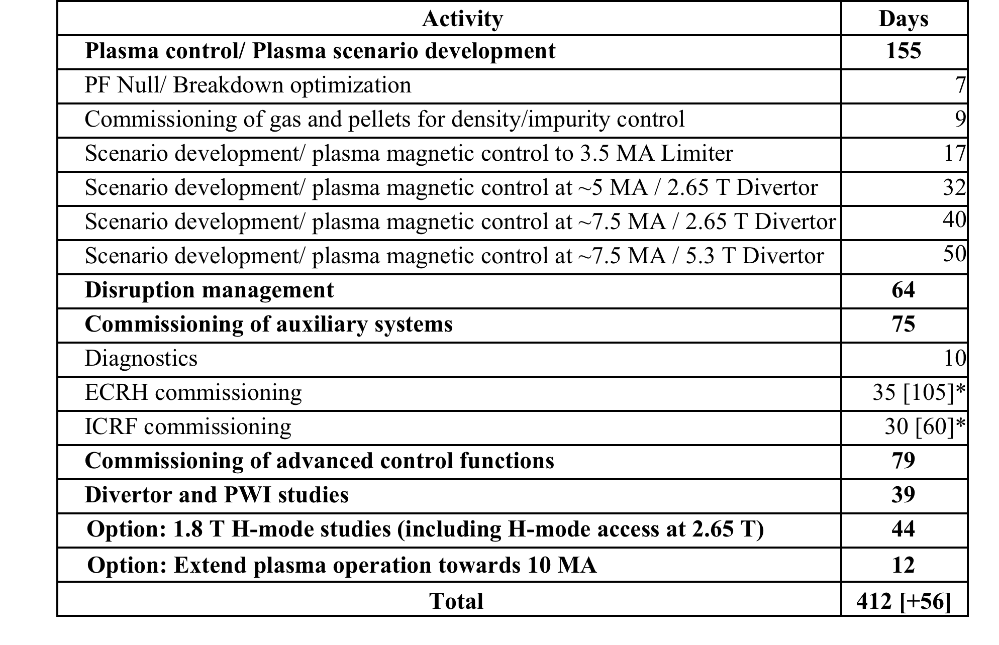 Activity Days
Plasma control/ Plasma scenario development 155
PF Null/ Breakdown optimization 7
Commissioning of gas and pellets for density/impurity control 9
Scenario development/ plasma magnetic control to 3.5 MA Limiter 17
Scenario development/ plasma magnetic control at ~5 MA / 2.65 T Divertor 32
Scenario development/ plasma magnetic control at ~7.5 MA / 2.65 T Divertor 40
Scenario development/ plasma magnetic control at ~7.5 MA / 5.3 T Divertor 50
Disruption management 64
Commissioning of auxiliary systems 75
Diagnostics 10
ECRH commissioning 35 [105]*
ICRF commissioning 30 [60]*
Commissioning of advanced control functions 79
Divertor and PWI studies 39
Option: 1.8 T H-mode studies (including H-mode access at 2.65 T) 44
Option: Extend plasma operation towards 10 MA 12
Total 412 [+56]